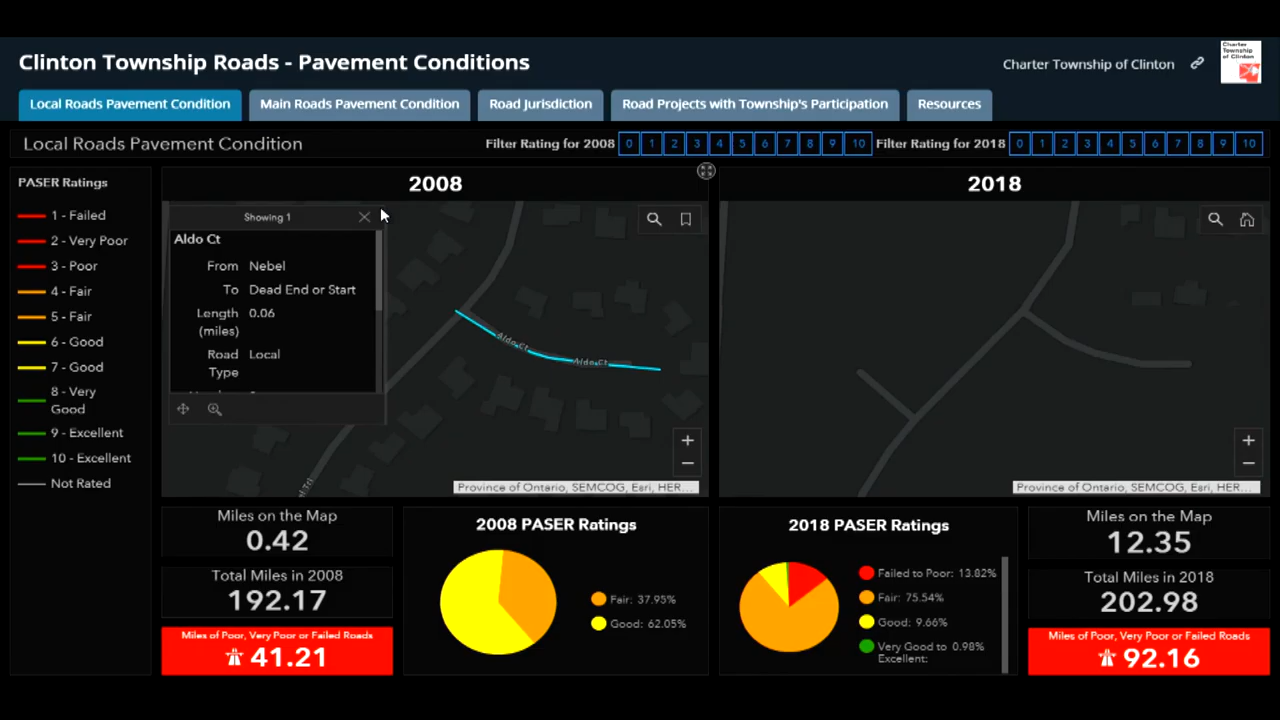 Clinton Township Roads - Pavement Conditions
Charter Township of Clinton
Charter
Township
of Clinton
Local Roads Pavement Condition
Main Roads Pavement Condition
Road Jurisdiction
Road Projects with Township's Participation
Resources
Local Roads Pavement Condition
Filter Rating for 2008
0 1 2 3 4 5 6 7 8 9 10
Filter Rating for 2018
0 1 2 3 4 5 6 7 8 9 10
PASER Ratings
1 - Failed
2 - Very Poor
3 - Poor
4 - Fair
5 - Fair
6 - Good
7 - Good
8 - Very
Good
9 - Excellent
10 - Excellent
Not Rated
2008
Showing 1
Aldo Ct
From Nebel
To Dead End or Start
Length 0.06
(miles)
Road Local
Type
Aldo Ct
Aldo Ct
Province of Ontario, SEMCOG, Esri, HER...
2018
Province of Ontario, SEMCOG, Esri, HER...
Miles on the Map
0.42
Total Miles in 2008
192.17
Miles of Poor, Very Poor or Failed Roads
41.21
2008 PASER Ratings
Fair: 37.95%
Good: 62.05%
2018 PASER Ratings
Failed to Poor: 13.82%
Fair: 75.54%
Good: 9.66%
Very Good to 0.98%
Excellent:
Miles on the Map
12.35
Total Miles in 2018
202.98
Miles of Poor, Very Poor or Failed Roads
92.16